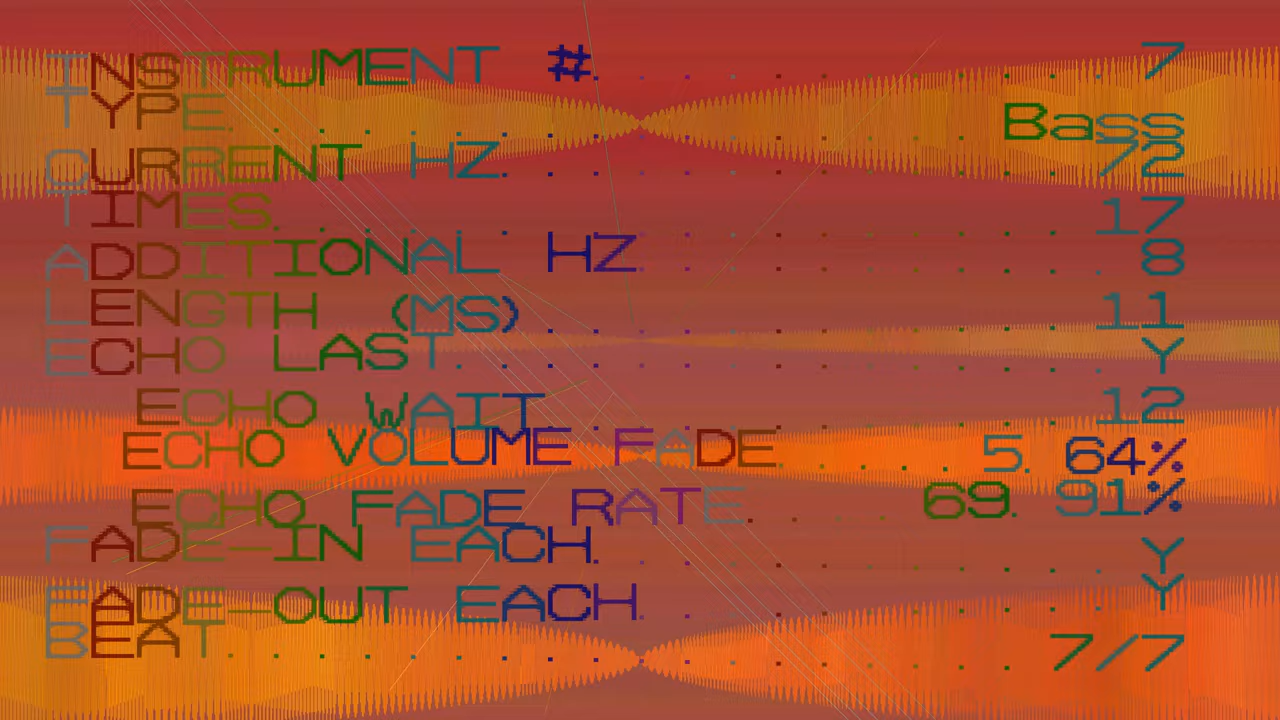 INSTRUMENT #. . . . . . . . . . . . 7
TYPE. . . . . . . . . . . . . . . . . Bass
CURRENT HZ. . . . . . . . . . . . . 72
TIMES. . . . . . . . . . . . . . . . . . . 17
ADDITIONAL HZ. . . . . . . . . . . 8
LENGTH (MS). . . . . . . . . . . . . 11
ECHO LAST. . . . . . . . . . . . . . . Y
ECHO WAIT. . . . . . . . . . . . . 12
ECHO VOLUME FADE. . . . . 5. 64%
ECHO FADE RATE. . . . . 69. 91%
FADE-IN EACH. . . . . . . . . . . . Y
FADE-OUT EACH. . . . . . . . . . . Y
BEAT. . . . . . . . . . . . . . . . . . 7/7